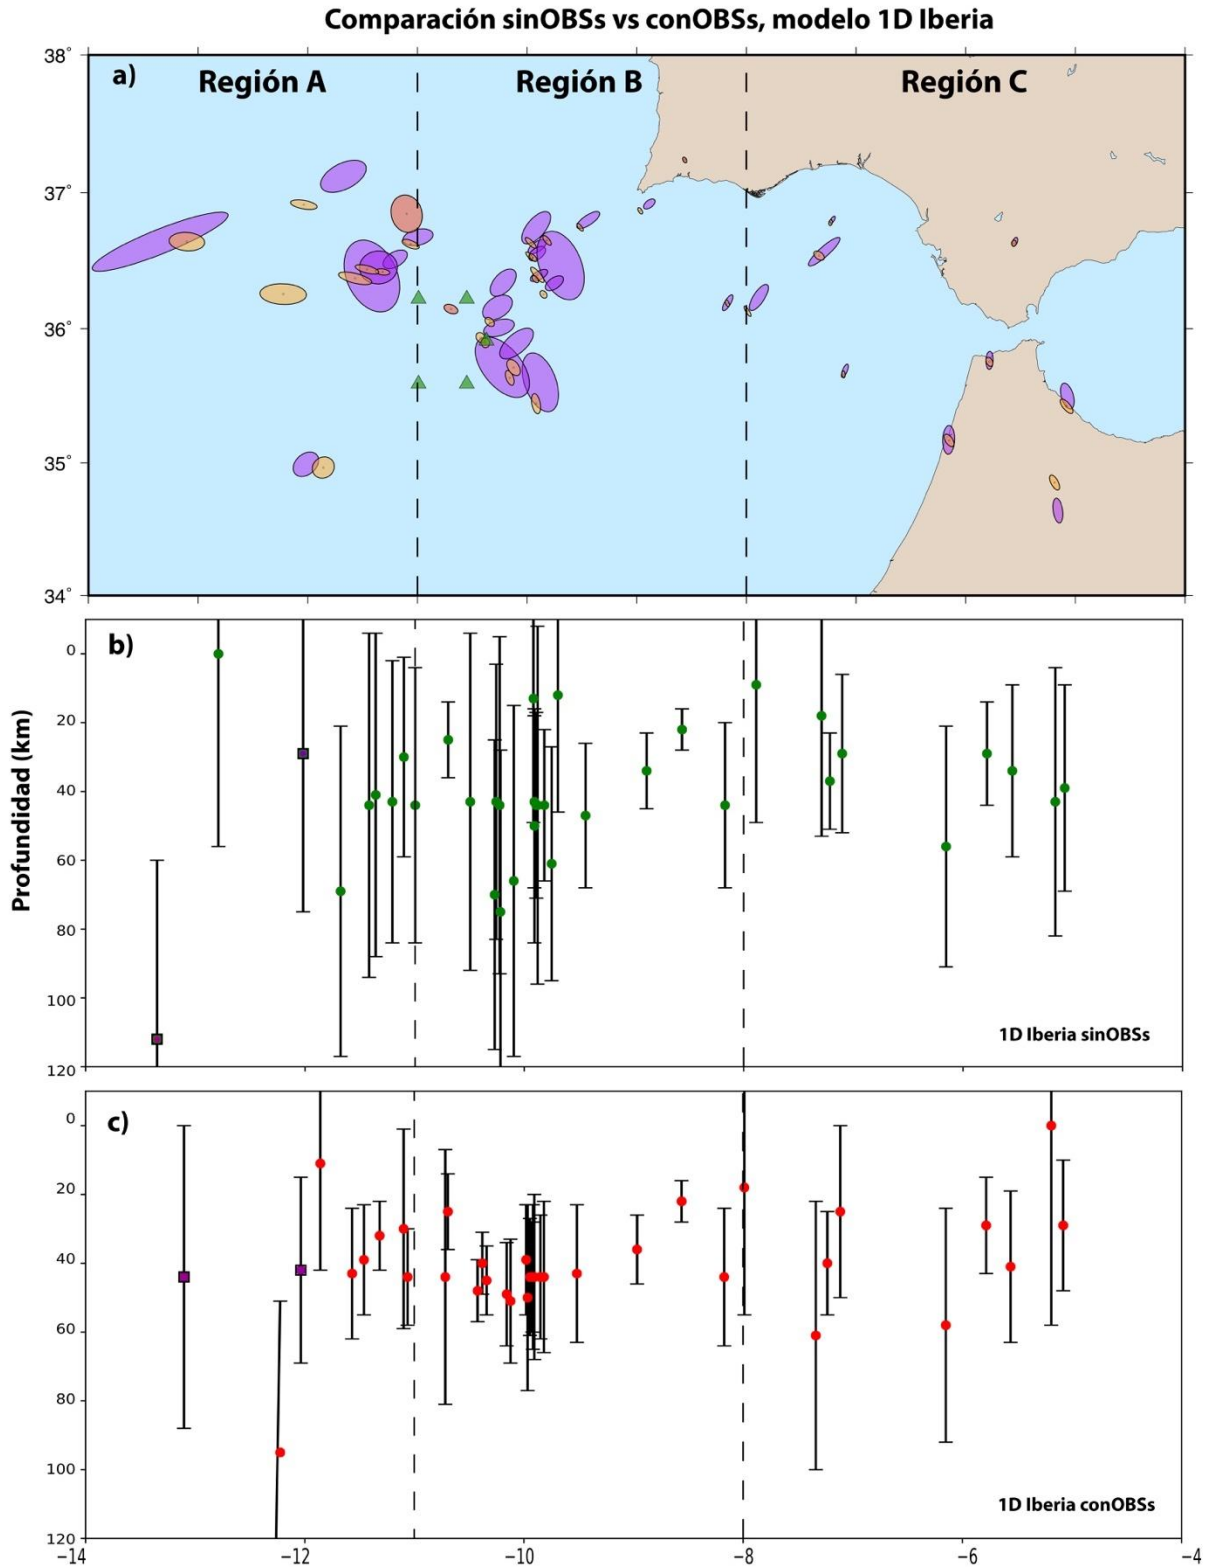 Comparación sinOBSs vs conOBSs, modelo 1D Iberia
38°
a)
Región A
Región B
Región C
37°
36°
35°
34°
b)
0
20
40
60
80
100
120
1D Iberia sinOBSs
Profundidad (km)
c)
0
20
40
60
80
100
120
1D Iberia conOBSs
−14
−12
−10
−8
−6
−4